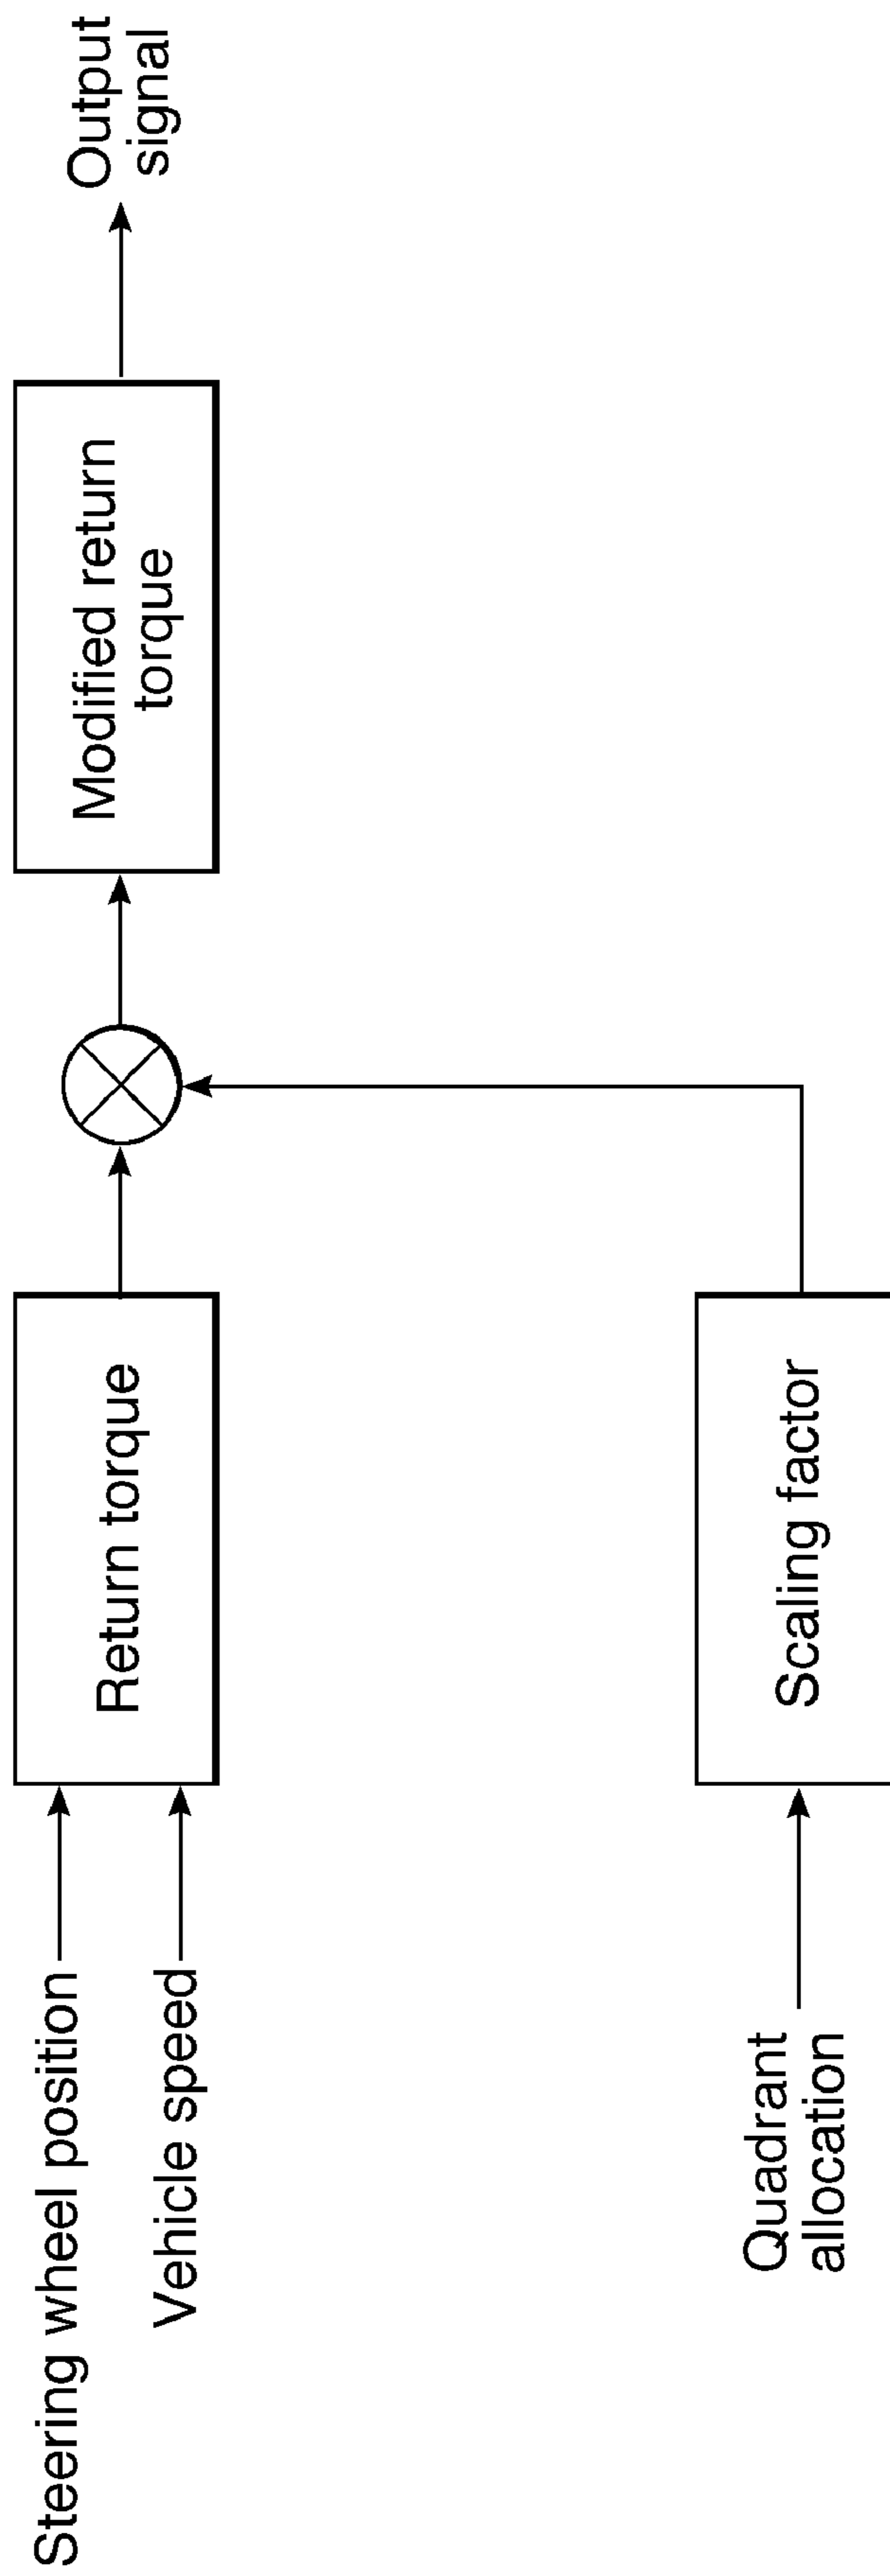 Steering wheel position
Vehicle speed
Return torque
Modified return
torque
Output
signal
Quadrant
allocation
Scaling factor